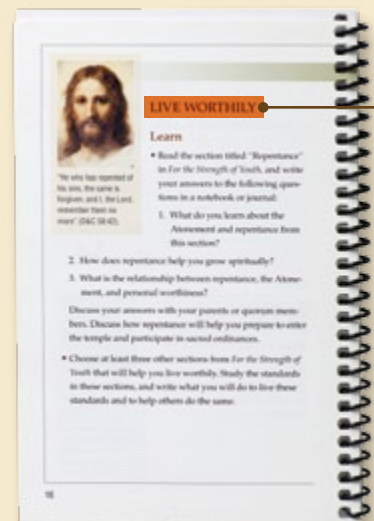 LIVE WORTHILY
Learn
• Read the section titled "Repentance"
in For the Strength of Youth, and write
your answers to the following ques-
tions in a notebook or journal:
1. What do you learn about the
Atonement and repentance from
this section?
"He who has repented of
his sins, the same is
forgiven, and I, the Lord,
remember them no
more" (D&C 58:42).
2. How does repentance help you grow spiritually?
3. What is the relationship between repentance, the Atone-
ment, and personal worthiness?
Discuss your answers with your parents or quorum mem-
bers. Discuss how repentance will help you prepare to enter
the temple and participate in sacred ordinances.
• Choose at least three other sections from For the Strength of
Youth that will help you live worthily. Study the standards
in these sections, and write what you will do to live these
standards and to help others do the same.
16